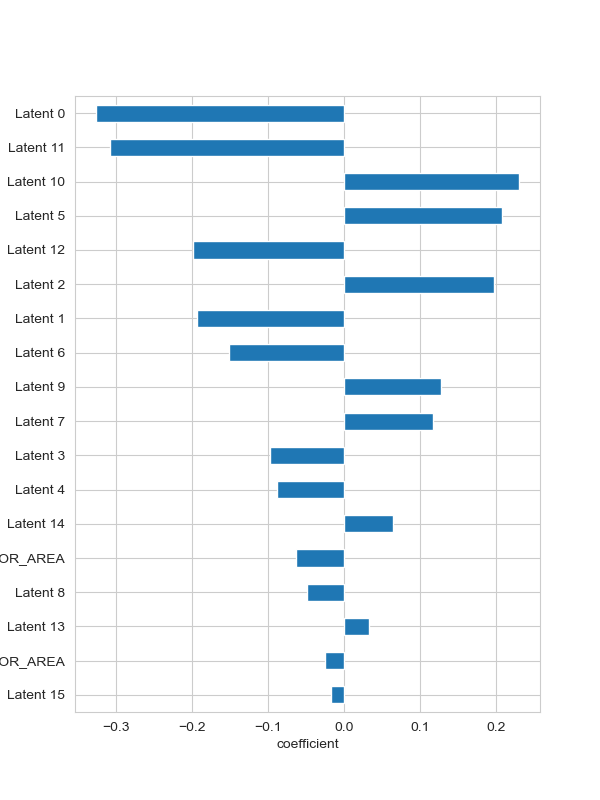 Latent 0
Latent 11
Latent 10
Latent 5
Latent 12
Latent 2
Latent 1
Latent 6
Latent 9
Latent 7
Latent 3
Latent 4
Latent 14
OR_AREA
Latent 8
Latent 13
OR_AREA
Latent 15
−0.3 −0.2 −0.1 0.0 0.1 0.2
coefficient